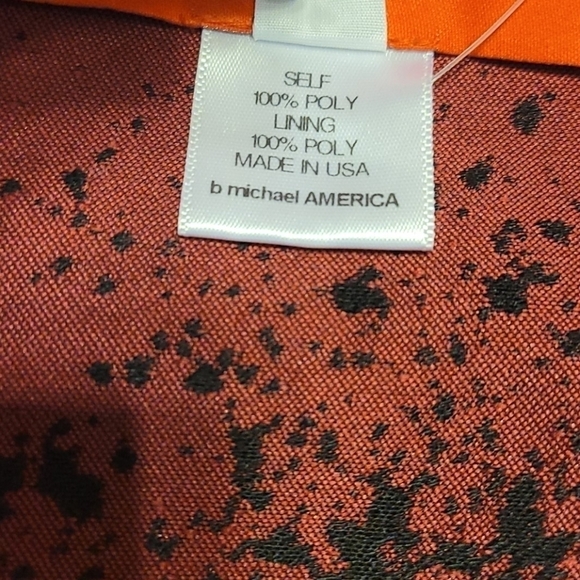 SELF
100% POLY
LINING
100% POLY
MADE IN USA
b michael AMERICA